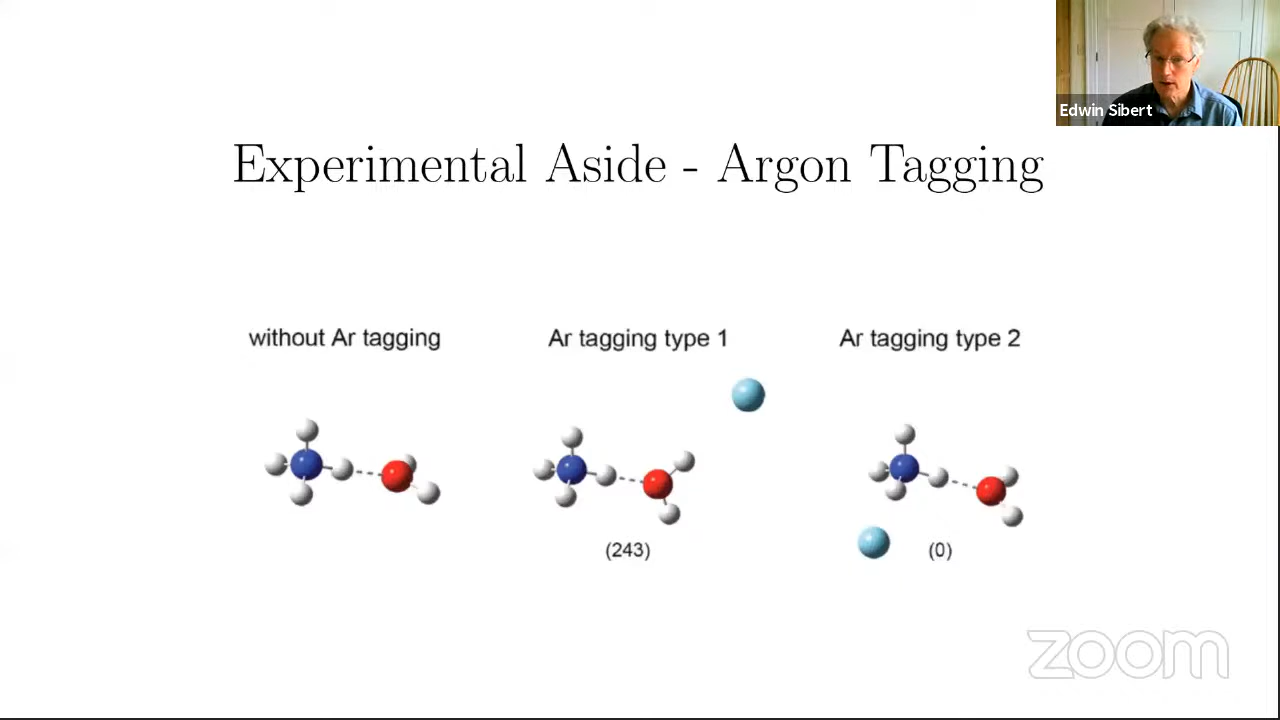 Edwin Sibert
Experimental Aside - Argon Tagging
without Ar tagging
Ar tagging type 1
Ar tagging type 2
(243)
(0)
zoom